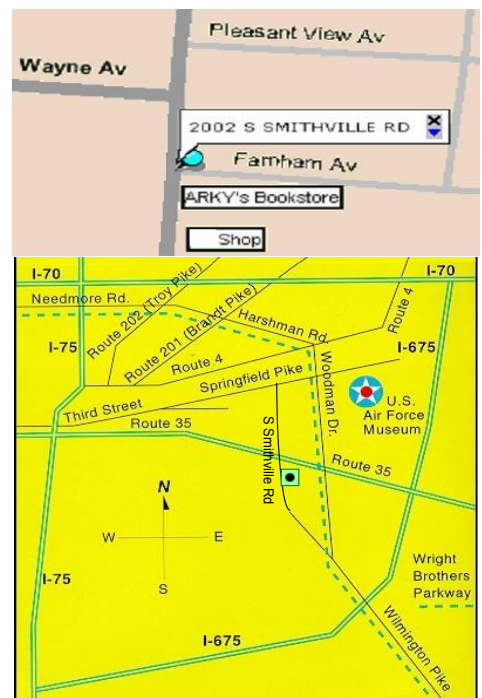 Pleasant View Av
Wayne Av
2002 S SMITHVILLE RD
Farnham Av
ARKY's Bookstore
Shop
I-70
I-70
Needmore Rd.
Route 202 (Troy Pike)
Route 201 (Brandt Pike)
Harshman Rd.
Route 4
I-75
Route 4
I-675
Springfield Pike
Woodman Dr.
U.S.
Air Force
Museum
Third Street
Route 35
S Smithville Rd
Route 35
N
W
E
S
Wright
Brothers
Parkway
I-75
Wilmington Pike
I-675